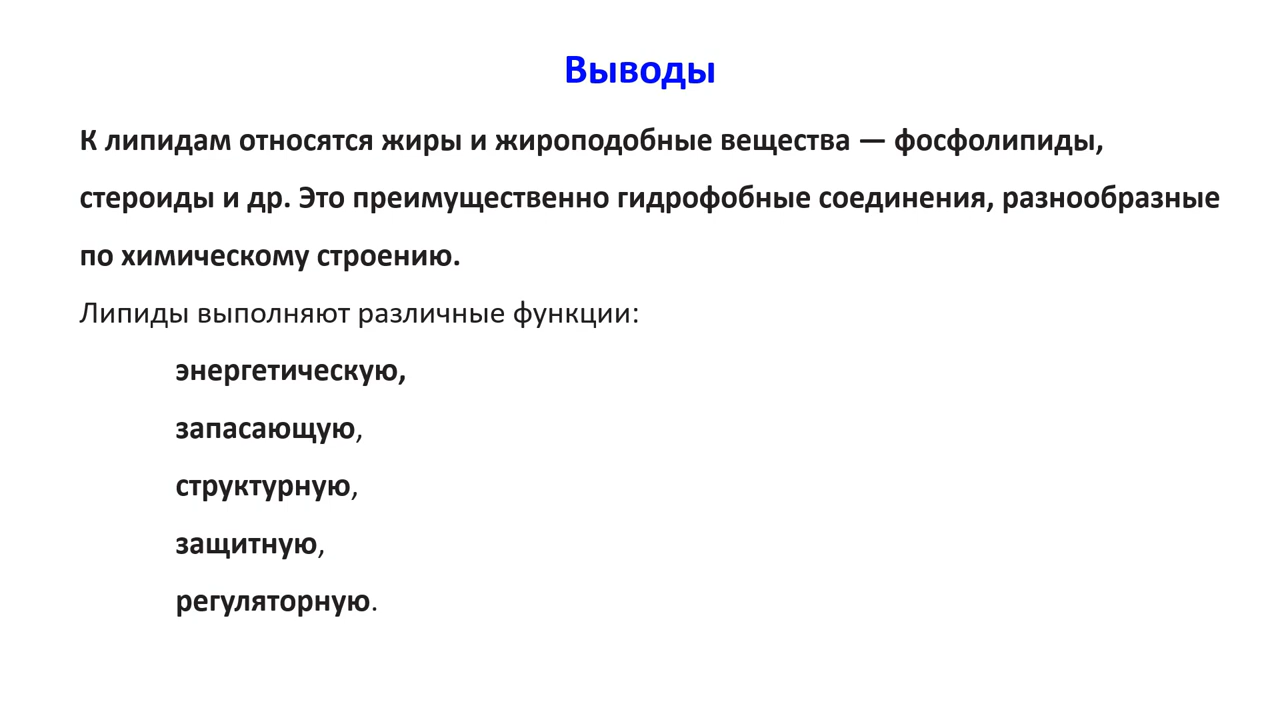 Выводы
К липидам относятся жиры и жироподобные вещества — фосфолипиды,
стероиды и др. Это преимущественно гидрофобные соединения, разнообразные
по химическому строению.
Липиды выполняют различные функции:
энергетическую,
запасающую,
структурную,
защитную,
регуляторную.